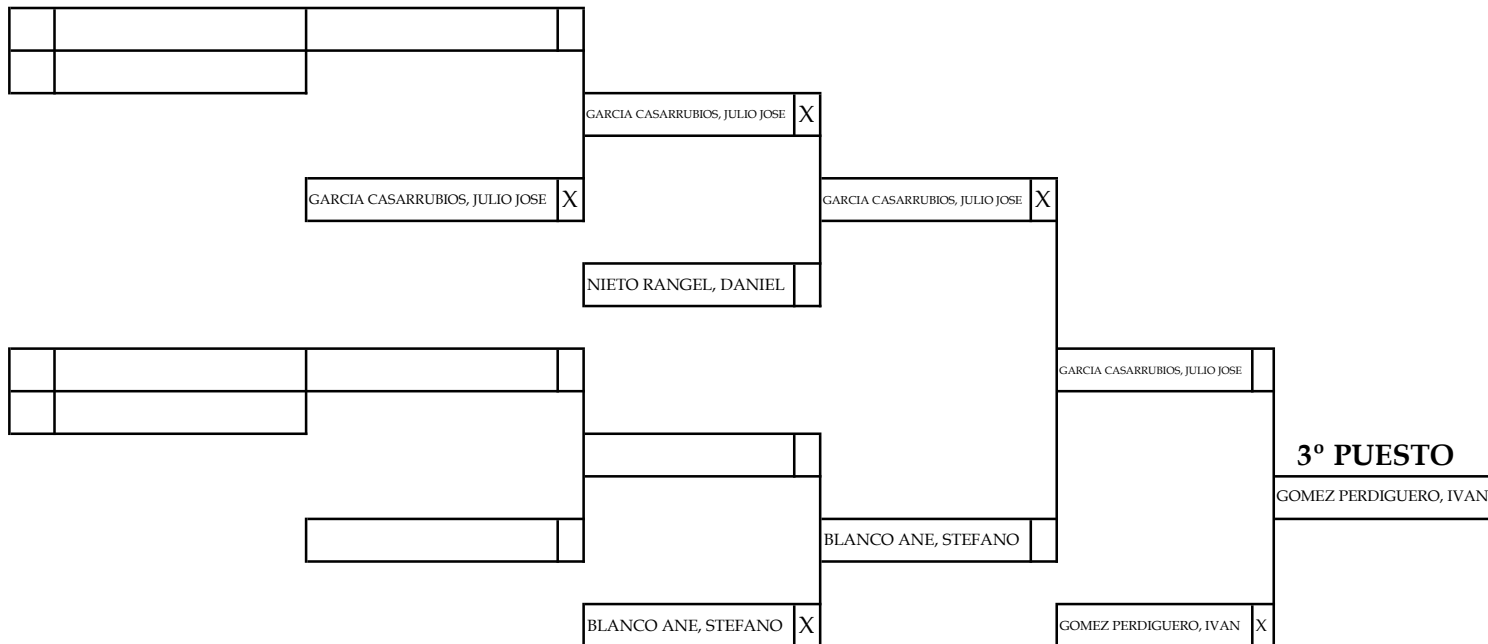 GARCIA CASARRUBIOS, JULIO JOSE X
GARCIA CASARRUBIOS, JULIO JOSE X
GARCIA CASARRUBIOS, JULIO JOSE X
NIETO RANGEL, DANIEL
GARCIA CASARRUBIOS, JULIO JOSE
3º PUESTO
GOMEZ PERDIGUERO, IVAN
BLANCO ANE, STEFANO
BLANCO ANE, STEFANO X
GOMEZ PERDIGUERO, IVAN X